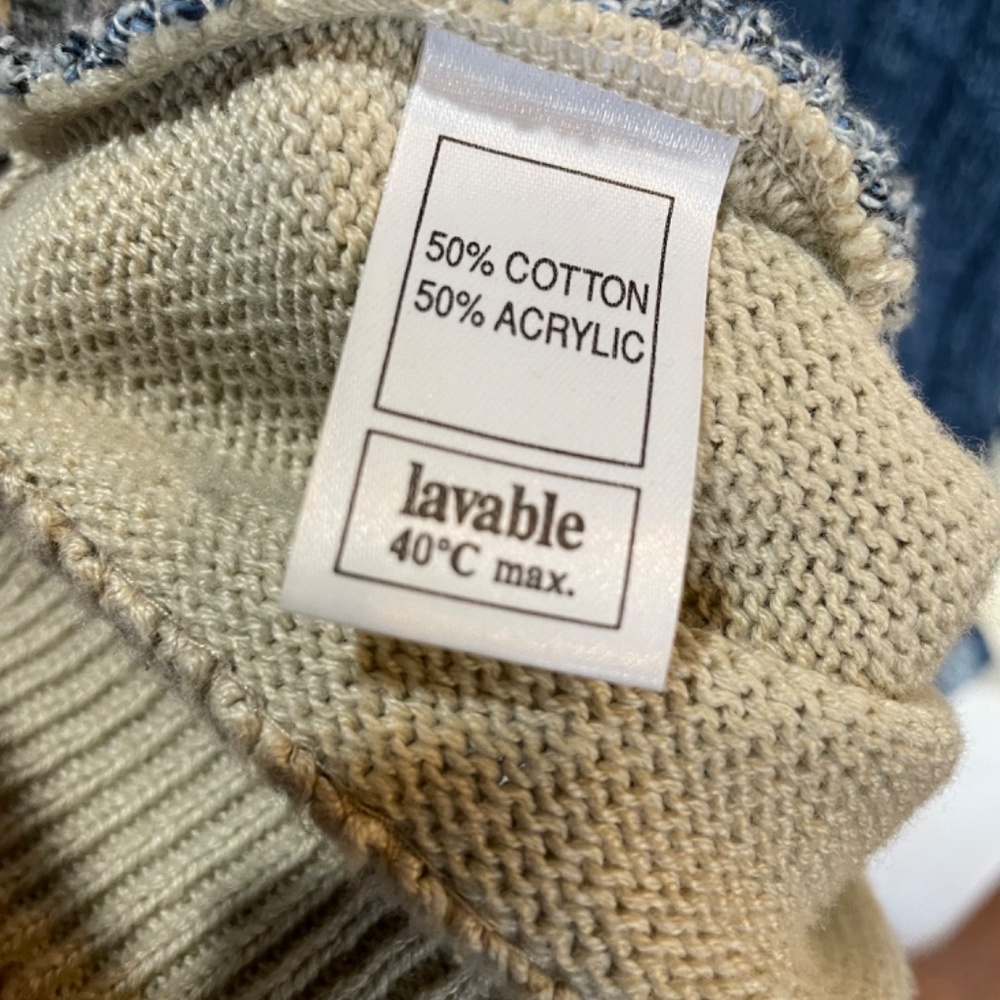 50% COTTON
50% ACRYLIC
lavable
40°C max.